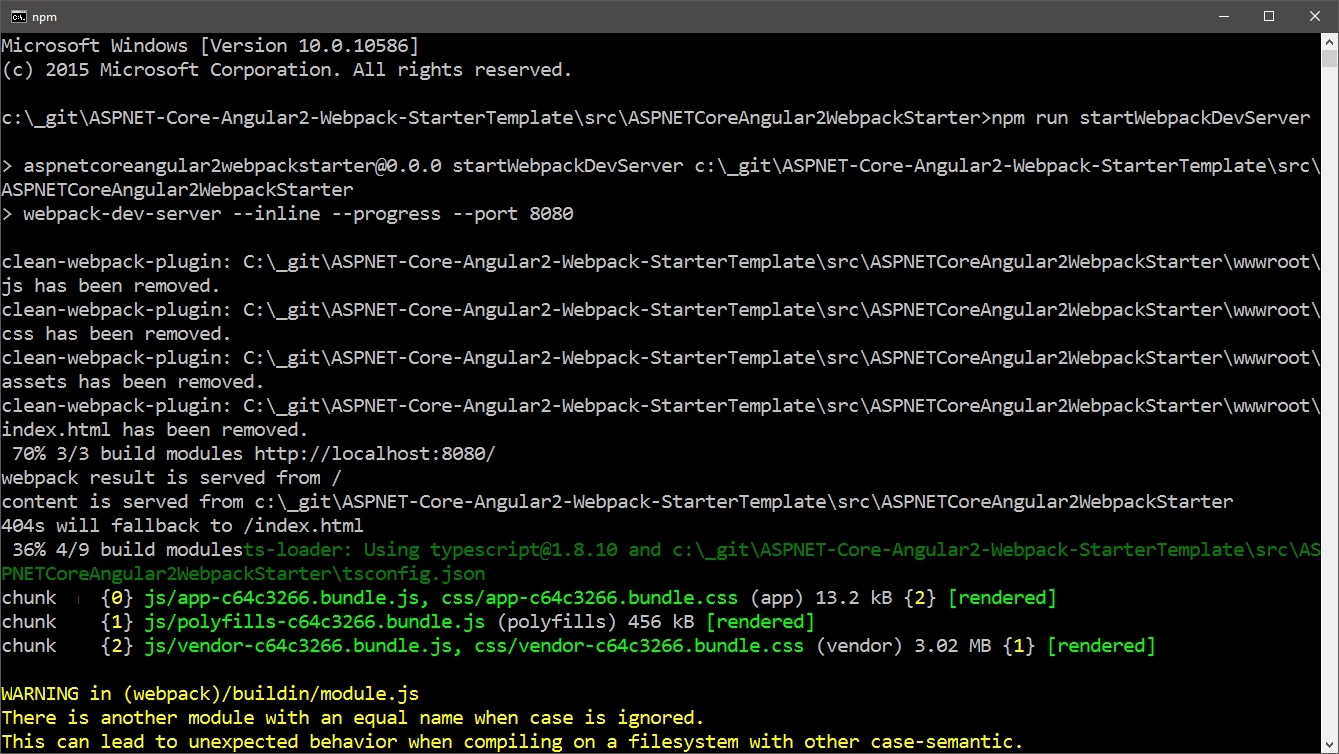 npm
Microsoft Windows [Version 10.0.10586]
(c) 2015 Microsoft Corporation. All rights reserved.
c:\_git\ASPNET-Core-Angular2-Webpack-StarterTemplate\src\ASPNETCoreAngular2WebpackStarter>npm run startWebpackDevServer
> aspnetcoreangular2webpackstarter@0.0.0 startWebpackDevServer c:\_git\ASPNET-Core-Angular2-Webpack-StarterTemplate\src\
ASPNETCoreAngular2WebpackStarter
> webpack-dev-server --inline --progress --port 8080
clean-webpack-plugin: C:\_git\ASPNET-Core-Angular2-Webpack-StarterTemplate\src\ASPNETCoreAngular2WebpackStarter\wwwroot\
js has been removed.
clean-webpack-plugin: C:\_git\ASPNET-Core-Angular2-Webpack-StarterTemplate\src\ASPNETCoreAngular2WebpackStarter\wwwroot\
css has been removed.
clean-webpack-plugin: C:\_git\ASPNET-Core-Angular2-Webpack-StarterTemplate\src\ASPNETCoreAngular2WebpackStarter\wwwroot\
assets has been removed.
clean-webpack-plugin: C:\_git\ASPNET-Core-Angular2-Webpack-StarterTemplate\src\ASPNETCoreAngular2WebpackStarter\wwwroot\
index.html has been removed.
70% 3/3 build modules http://localhost:8080/
webpack result is served from /
content is served from c:\_git\ASPNET-Core-Angular2-Webpack-StarterTemplate\src\ASPNETCoreAngular2WebpackStarter
404s will fallback to /index.html
36% 4/9 build modulests-loader: Using typescript@1.8.10 and c:\_git\ASPNET-Core-Angular2-Webpack-StarterTemplate\src\AS
PNETCoreAngular2WebpackStarter\tsconfig.json
chunk {0} js/app-c64c3266.bundle.js, css/app-c64c3266.bundle.css (app) 13.2 kB {2} [rendered]
chunk {1} js/polyfills-c64c3266.bundle.js (polyfills) 456 kB [rendered]
chunk {2} js/vendor-c64c3266.bundle.js, css/vendor-c64c3266.bundle.css (vendor) 3.02 MB {1} [rendered]
WARNING in (webpack)/buildin/module.js
There is another module with an equal name when case is ignored.
This can lead to unexpected behavior when compiling on a filesystem with other case-semantic.